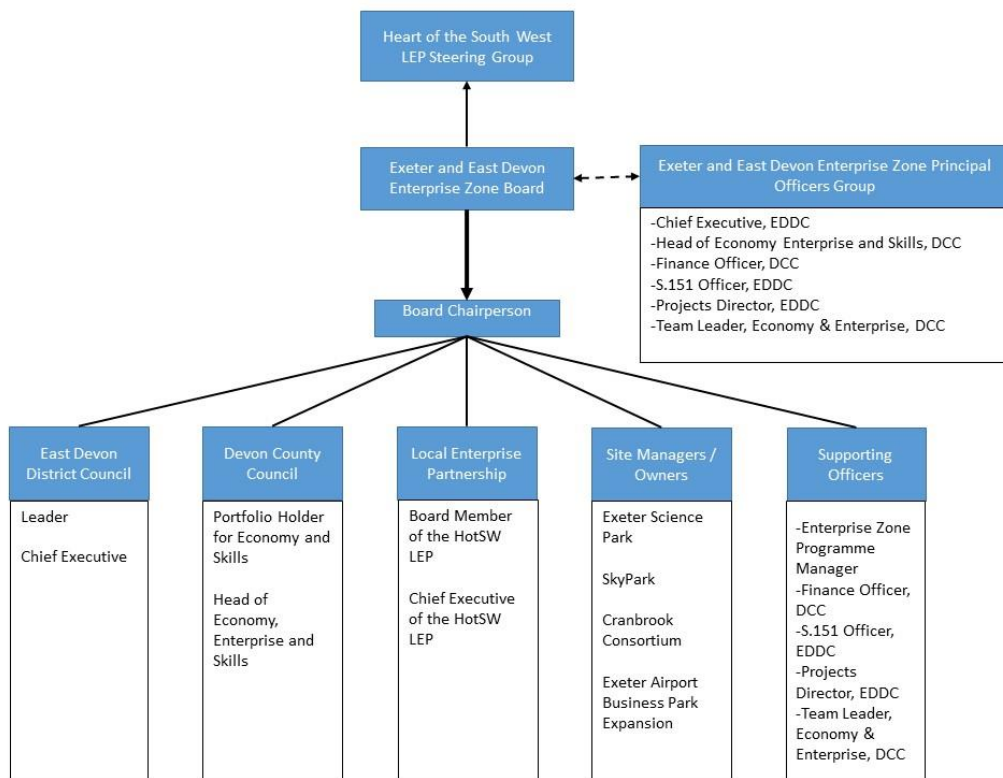 Heart of the South West
LEP Steering Group
Exeter and East Devon
Enterprise Zone Board
Exeter and East Devon Enterprise Zone Principal
Officers Group
-Chief Executive, EDDC
-Head of Economy Enterprise and Skills, DCC
-Finance Officer, DCC
-S.151 Officer, EDDC
-Projects Director, EDDC
-Team Leader, Economy & Enterprise, DCC
Board Chairperson
East Devon
District Council
Leader
Chief Executive
Devon County
Council
Portfolio Holder
for Economy and
Skills
Head of
Economy,
Enterprise and
Skills
Local Enterprise
Partnership
Board Member
of the HotSW
LEP
Chief Executive
of the HotSW
LEP
Site Managers /
Owners
Exeter Science
Park
SkyPark
Cranbrook
Consortium
Exeter Airport
Business Park
Expansion
Supporting
Officers
-Enterprise Zone
Programme
Manager
-Finance Officer,
DCC
-S.151 Officer,
EDDC
-Projects
Director, EDDC
-Team Leader,
Economy &
Enterprise, DCC